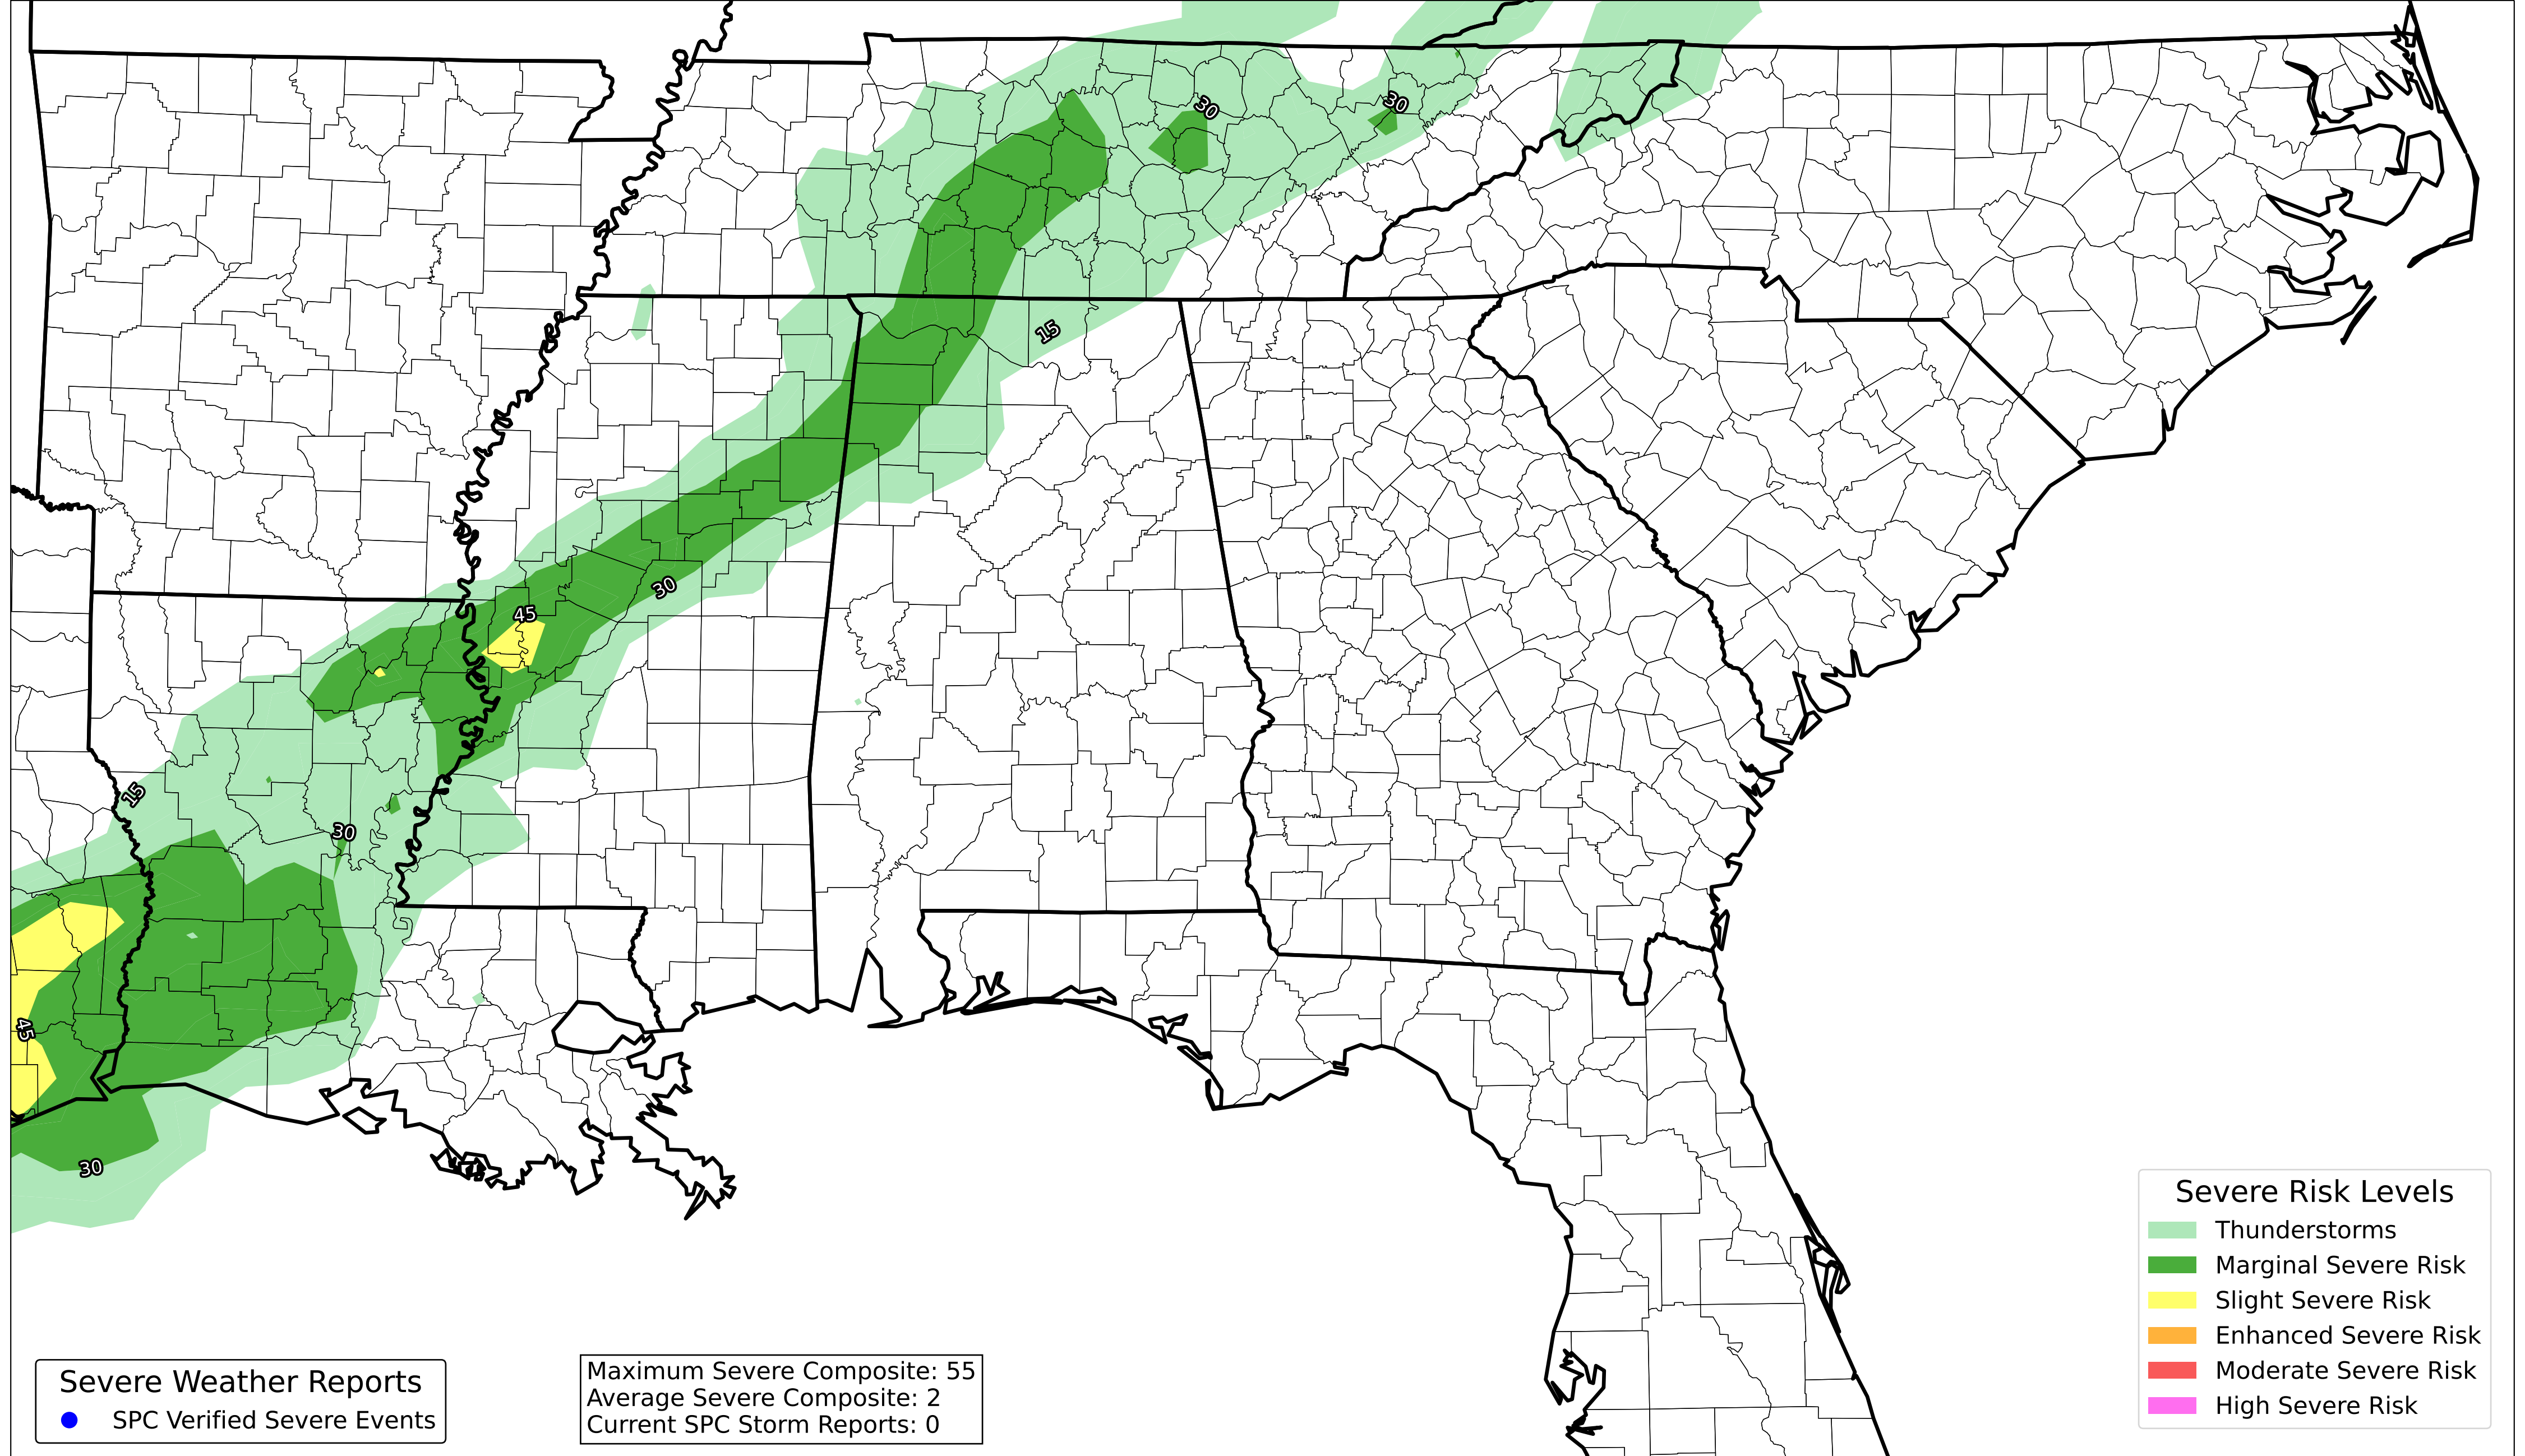 30
30
15
30
45
15
30
45
30
Severe Risk Levels
Thunderstorms
Marginal Severe Risk
Slight Severe Risk
Enhanced Severe Risk
Moderate Severe Risk
High Severe Risk
Severe Weather Reports
SPC Verified Severe Events
Maximum Severe Composite: 55
Average Severe Composite: 2
Current SPC Storm Reports: 0